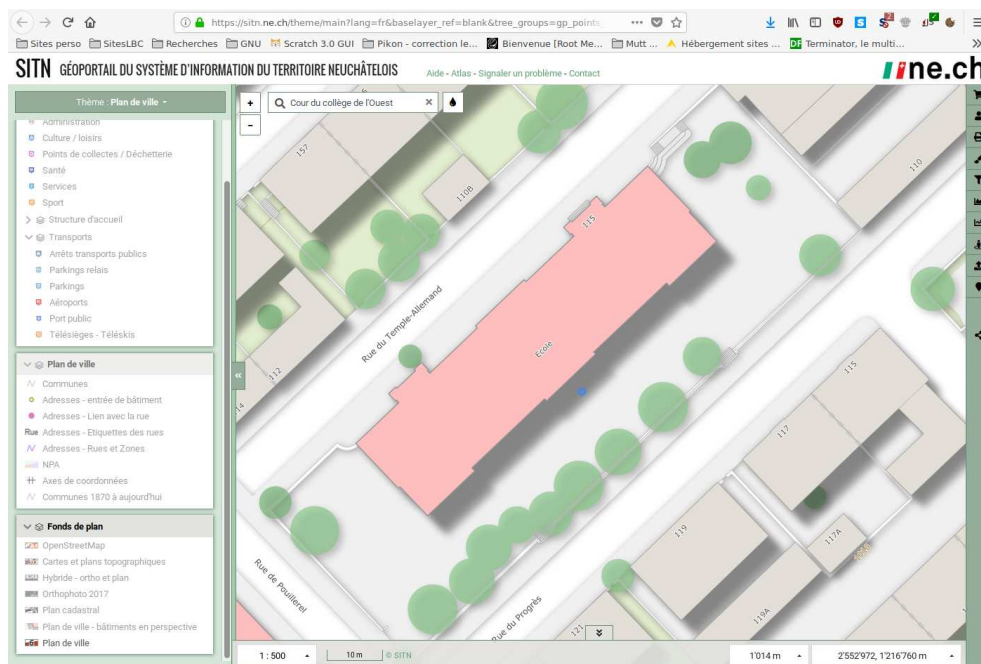 https://sitn.ne.ch/theme/main?lang=fr&baselayer_ref=blank&tree_groups=gp_points_
Sites perso SitesLBC Recherches GNU Scratch 3.0 GUI Pikon - correction le... Bienvenue [Root Me... Mutt ... Hébergement sites ... Terminator, le multi...
SITN GÉOPORTAIL DU SYSTÈME D'INFORMATION DU TERRITOIRE NEUCHÂTELOIS
Aide - Atlas - Signaler un problème - Contact
ne.ch
Thème : Plan de ville
+
Cour du collège de l'Ouest
-
Administration
Culture / loisirs
Points de collectes / Déchetterie
Santé
Services
Sport
Structure d'accueil
Transports
Arrêts transports publics
Parkings relais
Parkings
Aéroports
Port public
Télésièges - Téléskis
Plan de ville
Communes
Adresses - entrée de bâtiment
Adresses - Lien avec la rue
Rue Adresses - Etiquettes des rues
Adresses - Rues et Zones
NPA
Axes de coordonnées
Communes 1870 à aujourd'hui
Fonds de plan
OpenStreetMap
Cartes et plans topographiques
Hybride - ortho et plan
Orthophoto 2017
Plan cadastral
Plan de ville - bâtiments en perspective
Plan de ville
157
110B
115
110
Rue du Temple-Allemand
Ecole
112
115
117
119
117A
119A
121
Rue de Pouillerel
Rue du Progrès
1 : 500
10 m
© SITN
1'014 m
2'552'972, 1'216'760 m